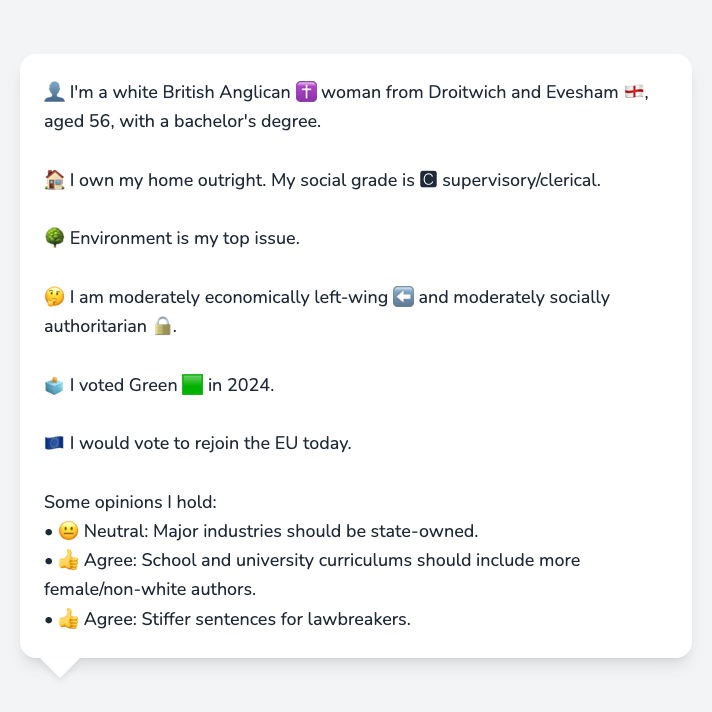 👤 I'm a white British Anglican ✝️ woman from Droitwich and Evesham 🏴󠁧󠁢󠁥󠁮󠁧󠁿,
aged 56, with a bachelor's degree.
🏠 I own my home outright. My social grade is 🅲 supervisory/clerical.
🌳 Environment is my top issue.
🤔 I am moderately economically left-wing ⬅️ and moderately socially
authoritarian 🔒.
🗳️ I voted Green 🟩 in 2024.
🇪🇺 I would vote to rejoin the EU today.
Some opinions I hold:
• 😐 Neutral: Major industries should be state-owned.
• 👍 Agree: School and university curriculums should include more
female/non-white authors.
• 👍 Agree: Stiffer sentences for lawbreakers.